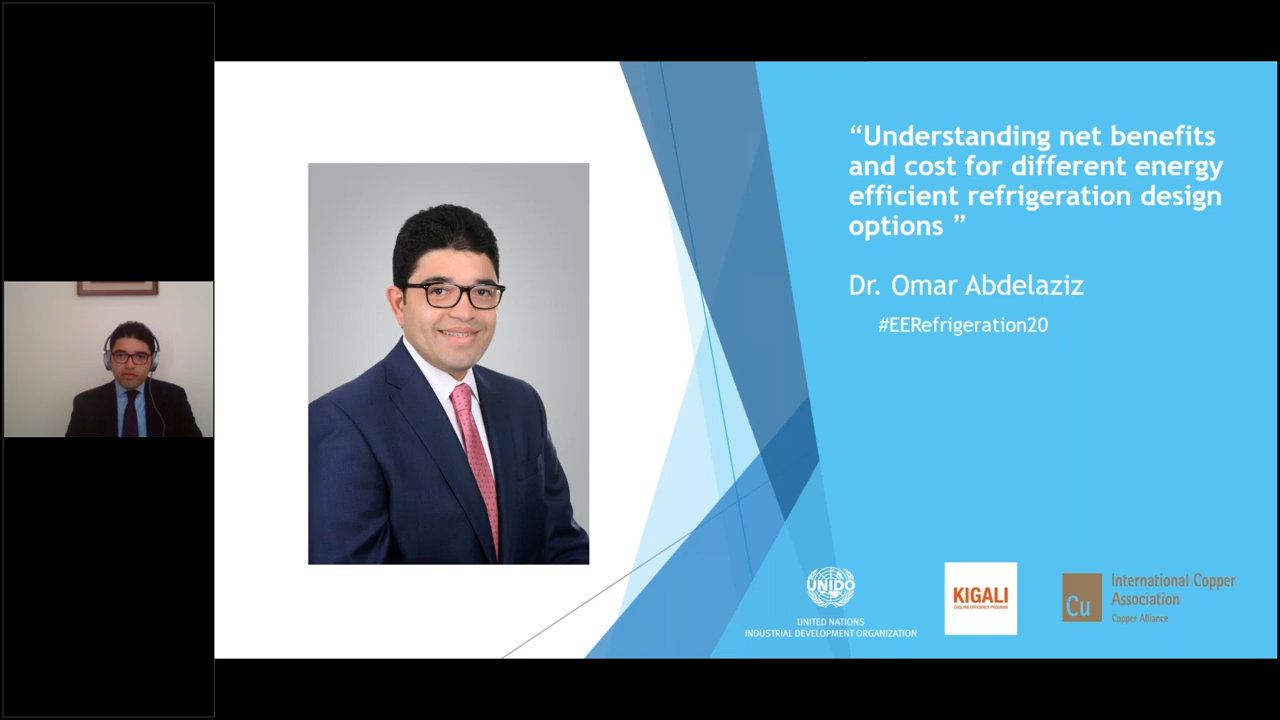 “Understanding net benefits
and cost for different energy
efficient refrigeration design
options ”
Dr. Omar Abdelaziz
#EERefrigeration20
UNIDO
UNITED NATIONS
INDUSTRIAL DEVELOPMENT ORGANIZATION
KIGALI
COOLING EFFICIENCY PROGRAM
Cu
International Copper
Association
Copper Alliance